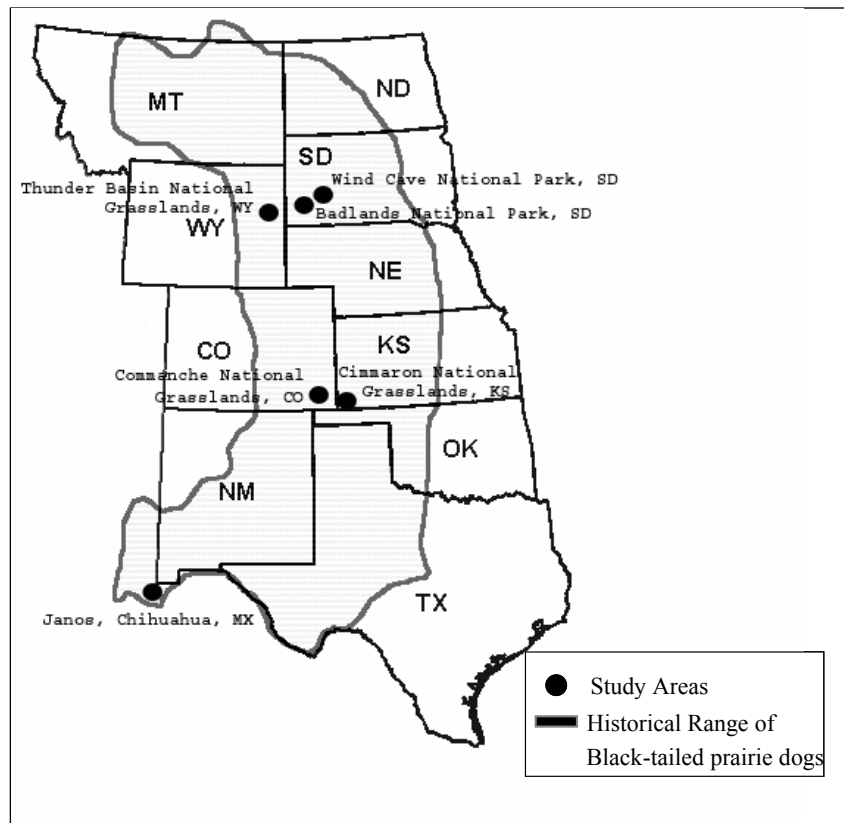 MT
ND
SD
Wind Cave National Park, SD
Thunder Basin National
Grasslands, WY
Badlands National Park, SD
WY
NE
CO
KS
Commanche National
Grasslands, CO
Cimmaron National
Grasslands, KS
OK
NM
TX
Janos, Chihuahua, MX
Study Areas
Historical Range of
Black-tailed prairie dogs